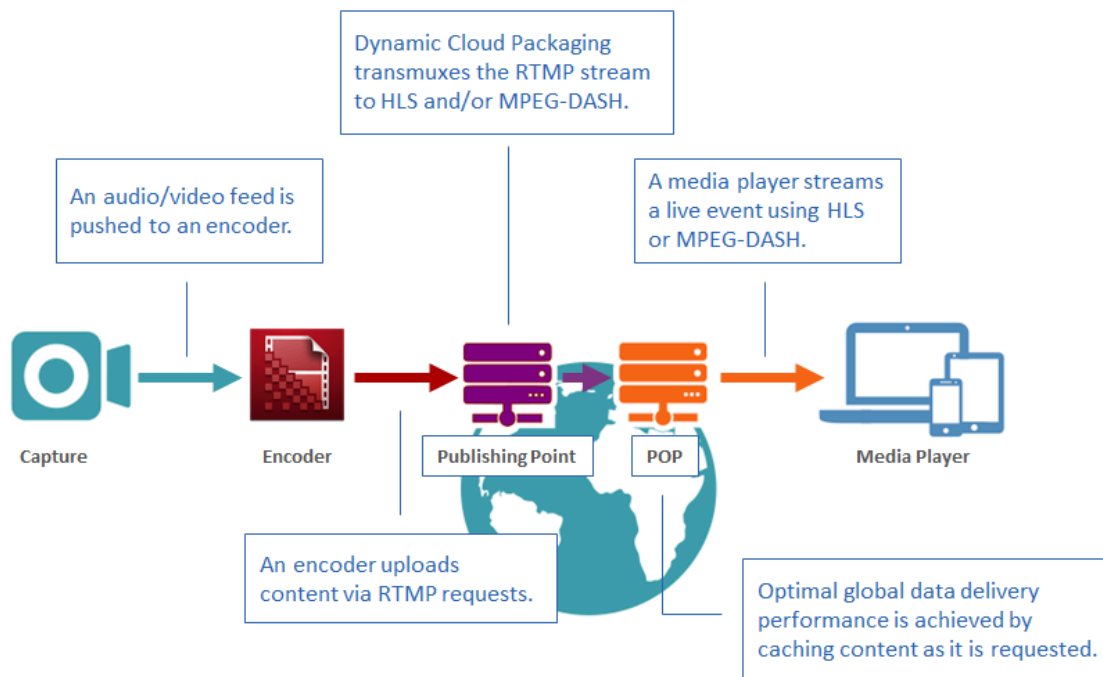 Dynamic Cloud Packaging
transmuxes the RTMP stream
to HLS and/or MPEG-DASH.
An audio/video feed is
pushed to an encoder.
A media player streams
a live event using HLS
or MPEG-DASH.
Capture
Encoder
Publishing Point
POP
Media Player
An encoder uploads
content via RTMP requests.
Optimal global data delivery
performance is achieved by
caching content as it is requested.